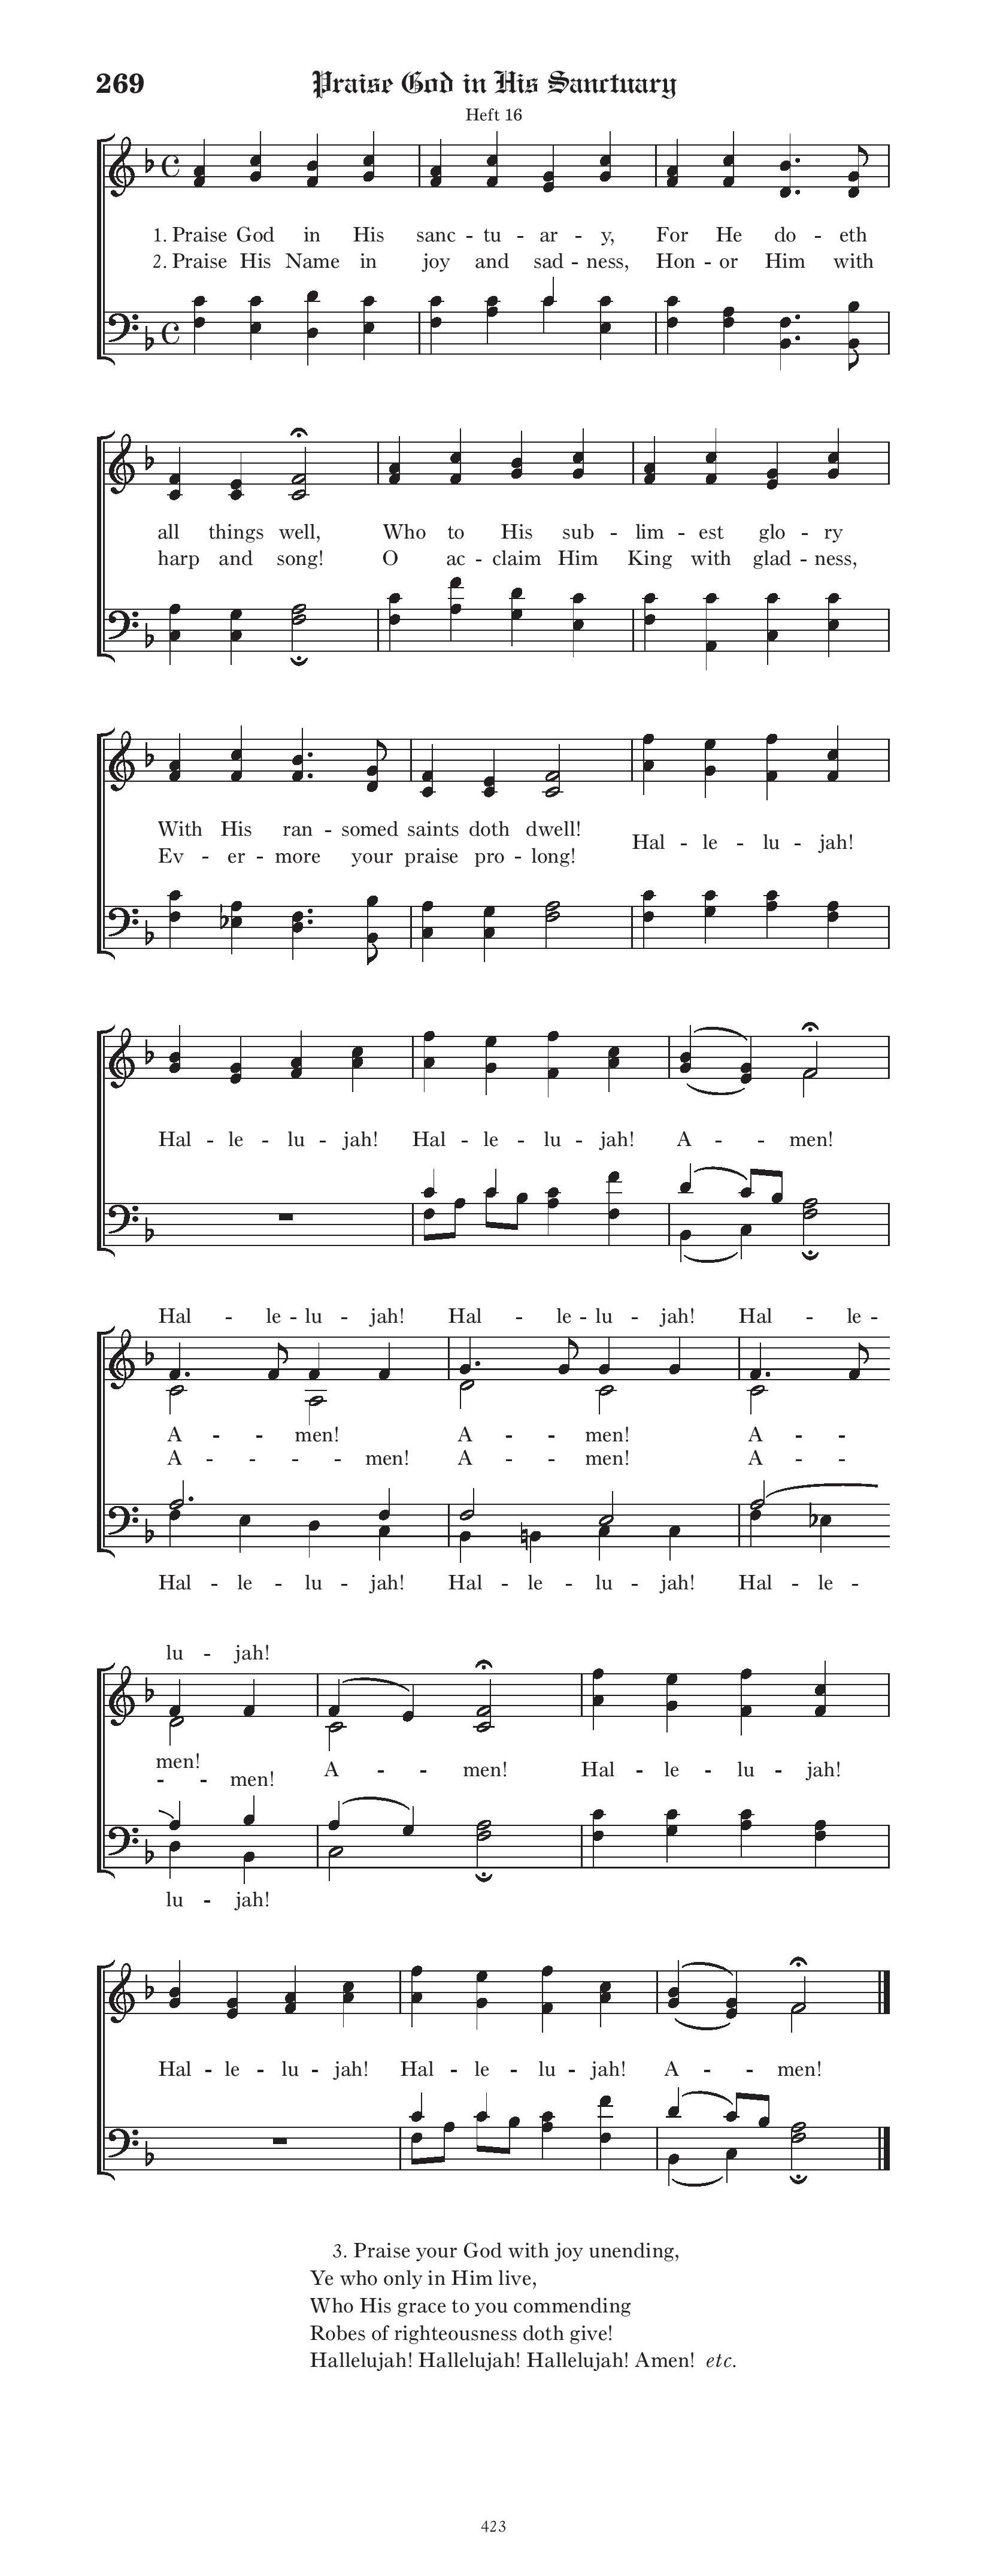 269 Praise God in His Sanctuary
Heft 16
1. Praise God in His sanc - tu - ar - y, For He do - eth
2. Praise His Name in joy and sad - ness, Hon - or Him with
all things well, Who to His sub - lim - est glo - ry
harp and song! O ac - claim Him King with glad - ness,
With His ran - somed saints doth dwell!
Ev - er - more your praise pro - long!
Hal - le - lu - jah!
Hal - le - lu - jah! Hal - le - lu - jah! A - - men!
Hal - le - lu - jah! Hal - le - lu - jah! Hal - le -
A - - men! A - - men! A - -
A - - - - men! A - - men! A - -
Hal - le - lu - jah! Hal - le - lu - jah! Hal - le -
lu - jah!
men!
- - men!
A - - men! Hal - le - lu - jah!
lu - jah!
Hal - le - lu - jah! Hal - le - lu - jah! A - - men!
3. Praise your God with joy unending,
Ye who only in Him live,
Who His grace to you commending
Robes of righteousness doth give!
Hallelujah! Hallelujah! Hallelujah! Amen! etc.
423